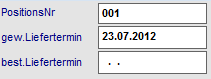 PositionsNr 001
gew.Liefertermin 23.07.2012
best.Liefertermin . .